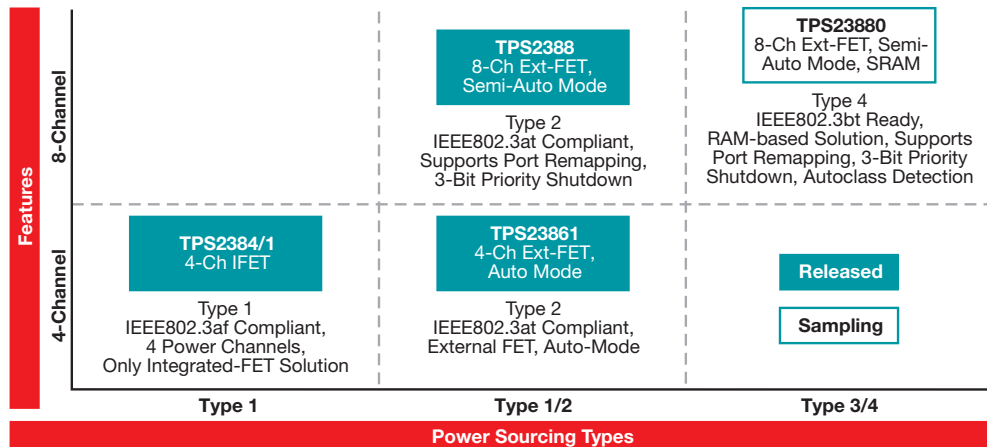 Features
8-Channel
4-Channel
TPS2388
8-Ch Ext-FET,
Semi-Auto Mode
Type 2
IEEE802.3at Compliant,
Supports Port Remapping,
3-Bit Priority Shutdown
TPS23880
8-Ch Ext-FET, Semi-
Auto Mode, SRAM
Type 4
IEEE802.3bt Ready,
RAM-based Solution, Supports
Port Remapping, 3-Bit Priority
Shutdown, Autoclass Detection
TPS2384/1
4-Ch IFET
Type 1
IEEE802.3af Compliant,
4 Power Channels,
Only Integrated-FET Solution
TPS23861
4-Ch Ext-FET,
Auto Mode
Type 2
IEEE802.3at Compliant,
External FET, Auto-Mode
Released
Sampling
Type 1
Type 1/2
Type 3/4
Power Sourcing Types